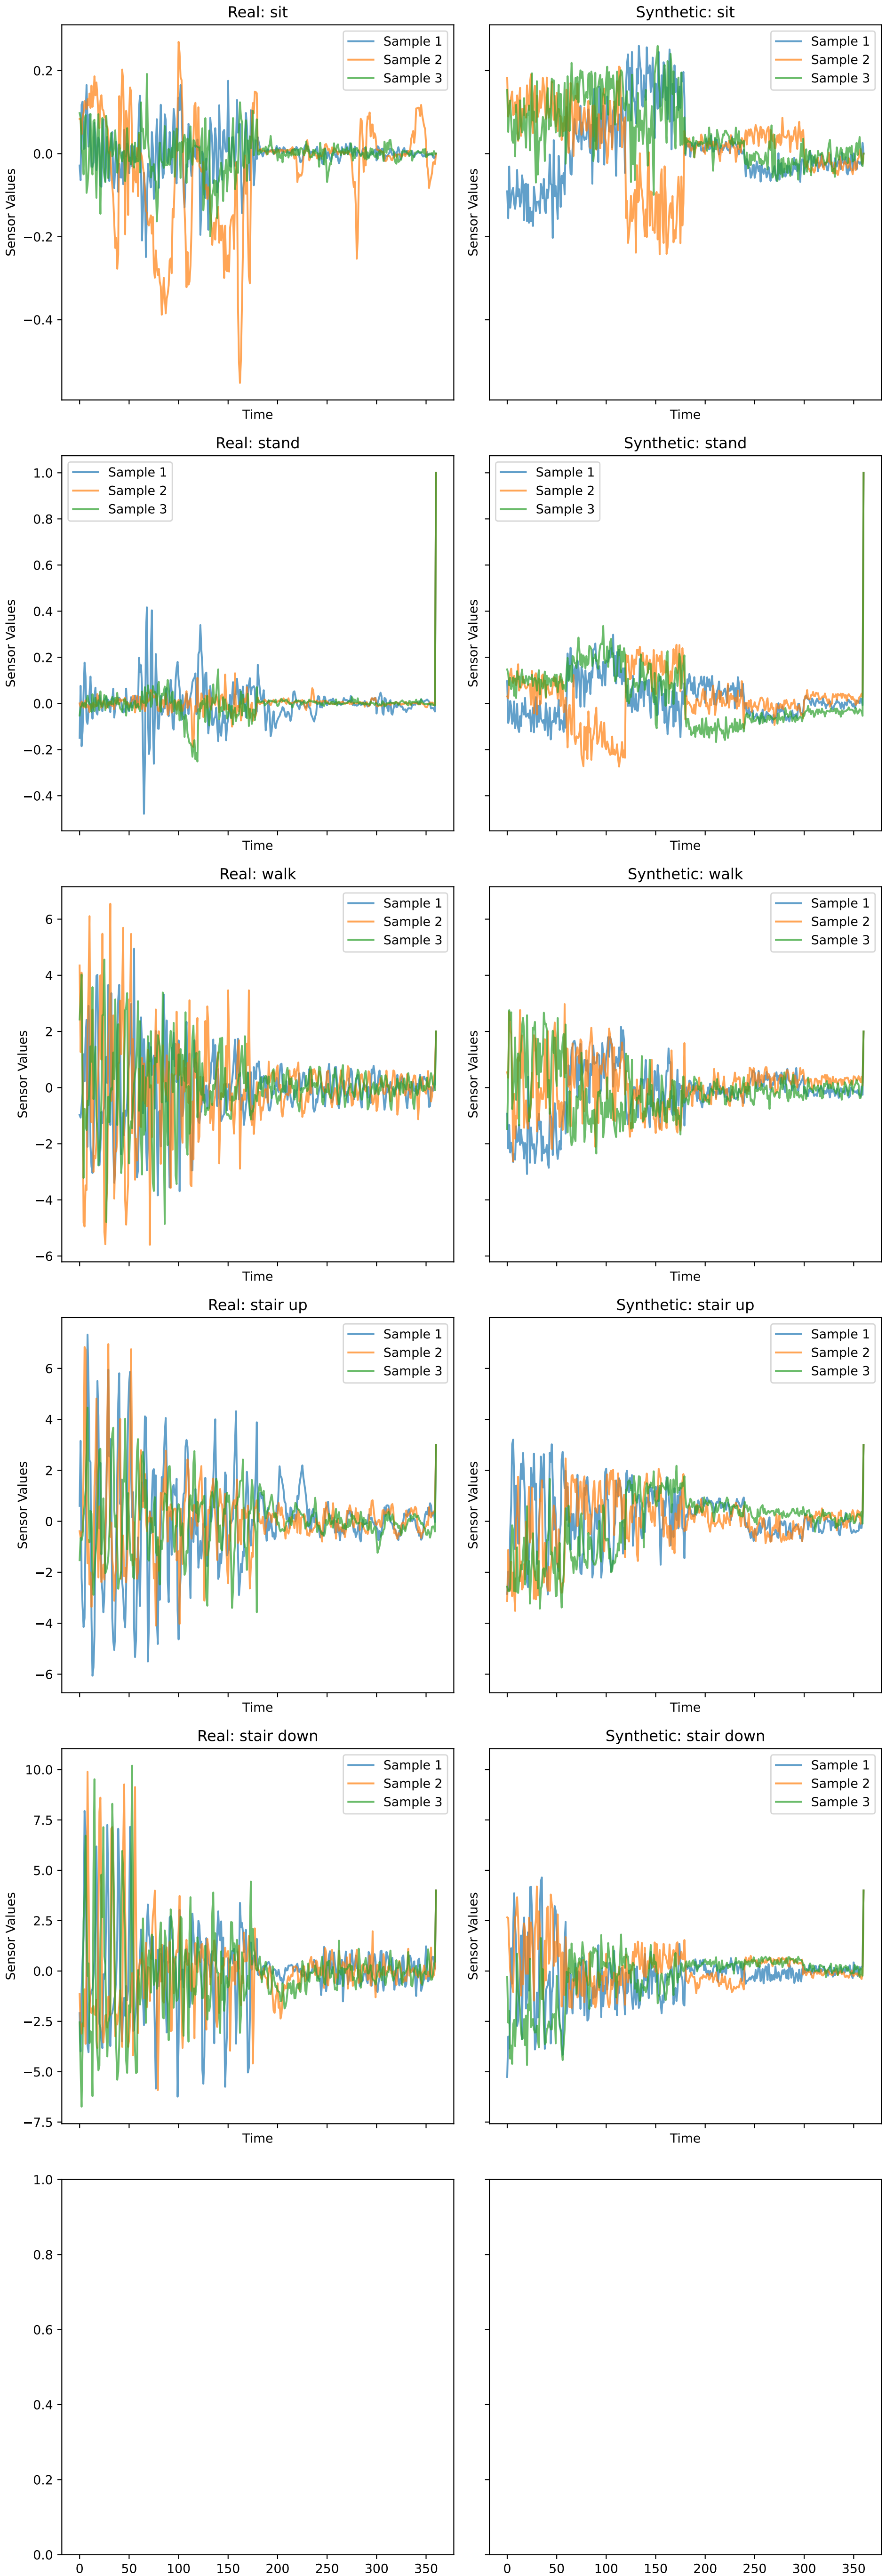 Real: sit
Synthetic: sit
Sample 1
Sample 2
Sample 3
Sample 1
Sample 2
Sample 3
0.2
0.0
−0.2
−0.4
Sensor Values
Sensor Values
Time
Time
Real: stand
Synthetic: stand
Sample 1
Sample 2
Sample 3
Sample 1
Sample 2
Sample 3
1.0
0.8
0.6
0.4
0.2
0.0
−0.2
−0.4
Sensor Values
Sensor Values
Time
Time
Real: walk
Synthetic: walk
Sample 1
Sample 2
Sample 3
Sample 1
Sample 2
Sample 3
6
4
2
0
−2
−4
−6
Sensor Values
Sensor Values
Time
Time
Real: stair up
Synthetic: stair up
Sample 1
Sample 2
Sample 3
Sample 1
Sample 2
Sample 3
6
4
2
0
−2
−4
−6
Sensor Values
Sensor Values
Time
Time
Real: stair down
Synthetic: stair down
Sample 1
Sample 2
Sample 3
Sample 1
Sample 2
Sample 3
10.0
7.5
5.0
2.5
0.0
−2.5
−5.0
−7.5
Sensor Values
Sensor Values
Time
Time
1.0
0.8
0.6
0.4
0.2
0.0
0 50 100 150 200 250 300 350
0 50 100 150 200 250 300 350